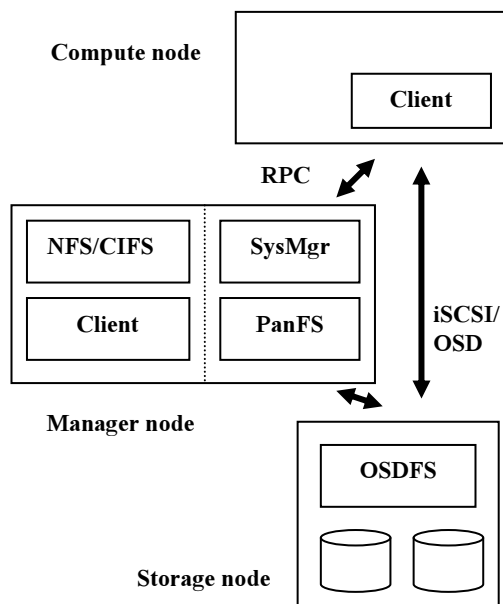 Compute node
Client
RPC
NFS/CIFS
SysMgr
Client
PanFS
iSCSI/
OSD
Manager node
OSDFS
Storage node